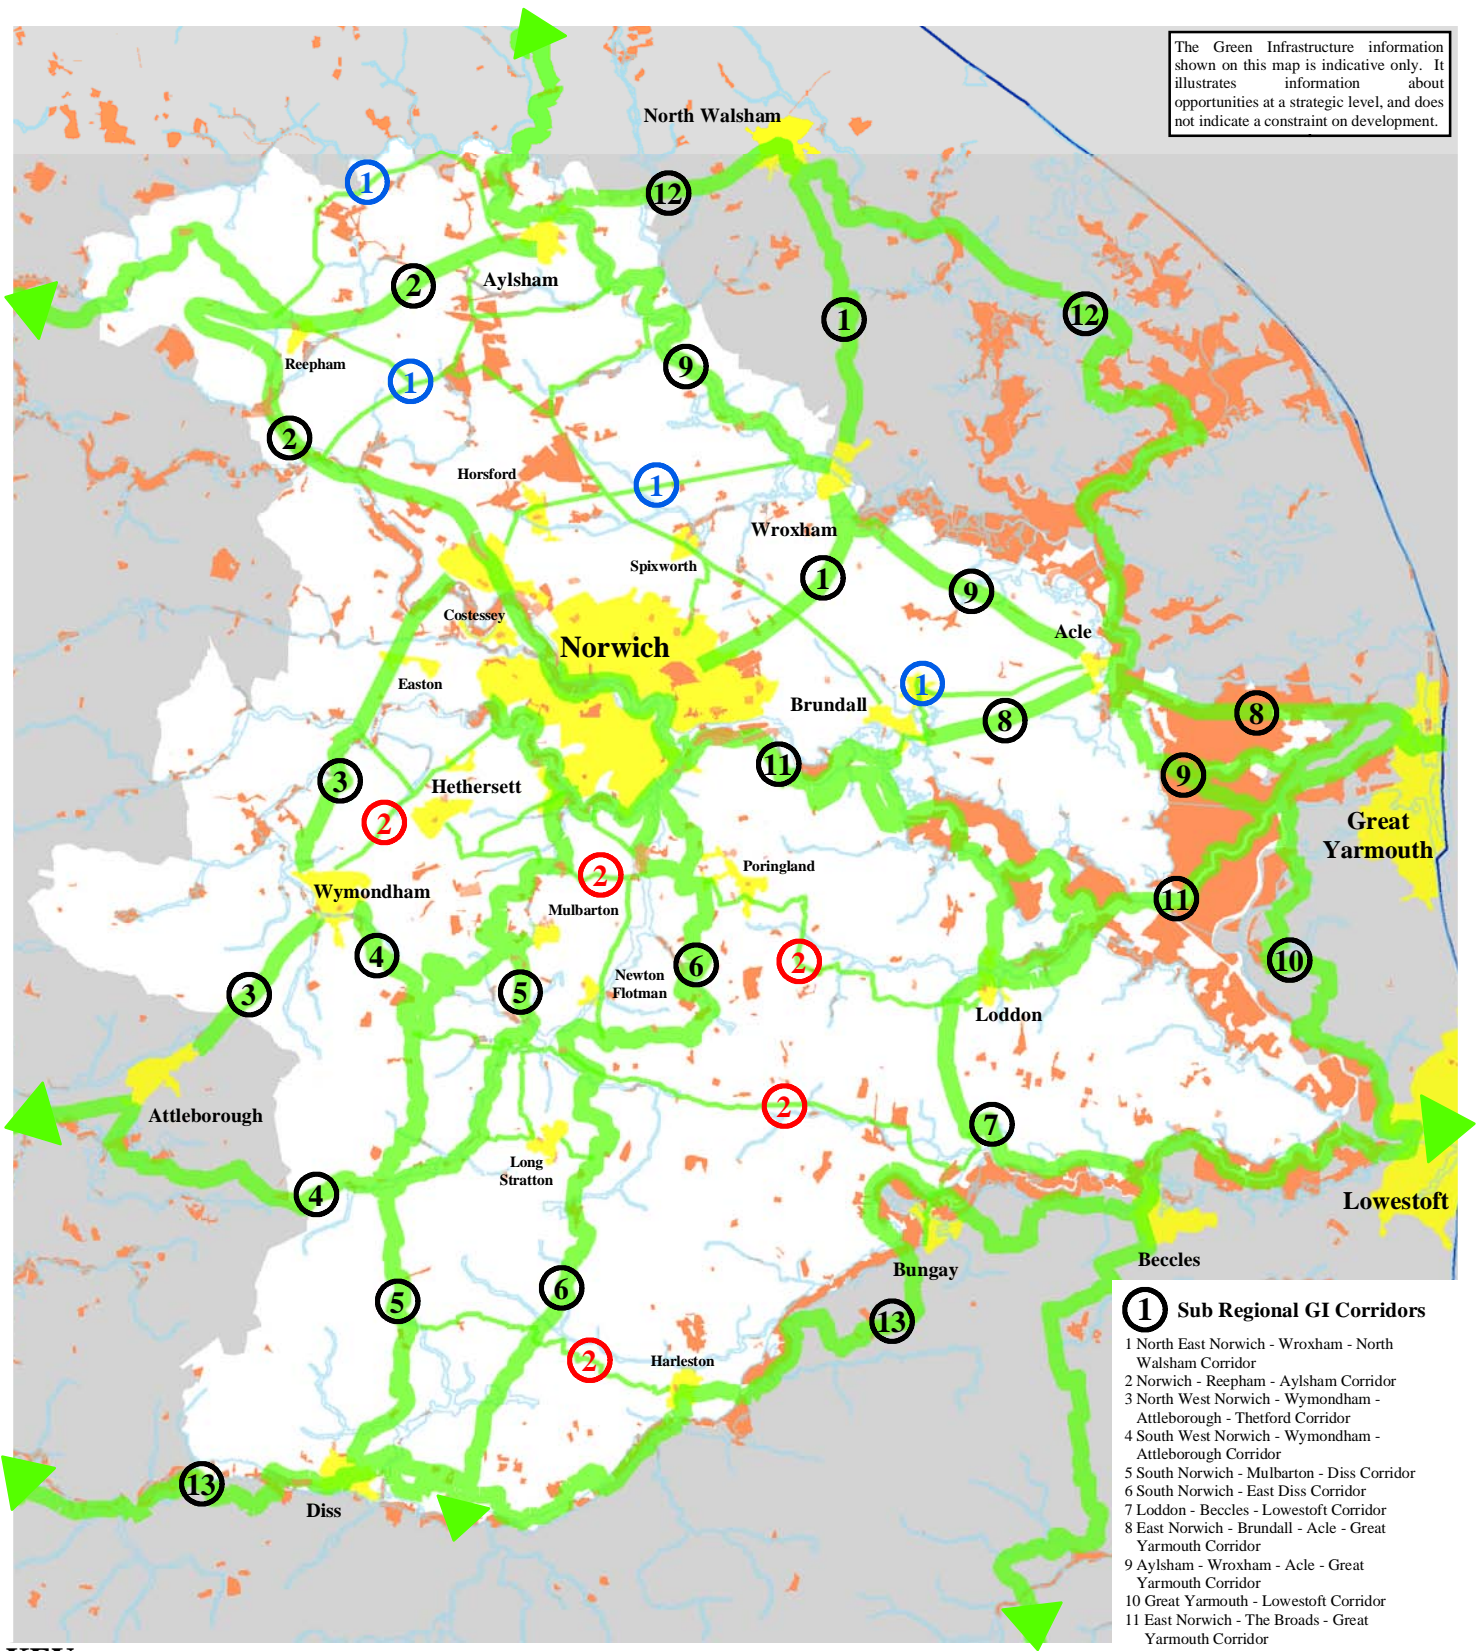 The Green Infrastructure information
shown on this map is indicative only. It
illustrates information about
opportunities at a strategic level, and does
not indicate a constraint on development.
North Walsham
1
12
2
Aylsham
1
12
Reepham
9
1
2
Horsford
1
Wroxham
Spixworth
1
9
Costessey
Acle
Norwich
Easton
1
Brundall
8
8
11
9
3
Hethersett
2
Great
Yarmouth
Poringland
2
Wymondham
11
Mulbarton
4
2
6
10
Newton
Flotman
5
3
Loddon
2
Attleborough
7
Long
Stratton
4
Lowestoft
Beccles
Bungay
6
5
13
2
Harleston
13
Diss
1 Sub Regional GI Corridors
1 North East Norwich - Wroxham - North
Walsham Corridor
2 Norwich - Reepham - Aylsham Corridor
3 North West Norwich - Wymondham -
Attleborough - Thetford Corridor
4 South West Norwich - Wymondham -
Attleborough Corridor
5 South Norwich - Mulbarton - Diss Corridor
6 South Norwich - East Diss Corridor
7 Loddon - Beccles - Lowestoft Corridor
8 East Norwich - Brundall - Acle - Great
Yarmouth Corridor
9 Aylsham - Wroxham - Acle - Great
Yarmouth Corridor
10 Great Yarmouth - Lowestoft Corridor
11 East Norwich - The Broads - Great
Yarmouth Corridor